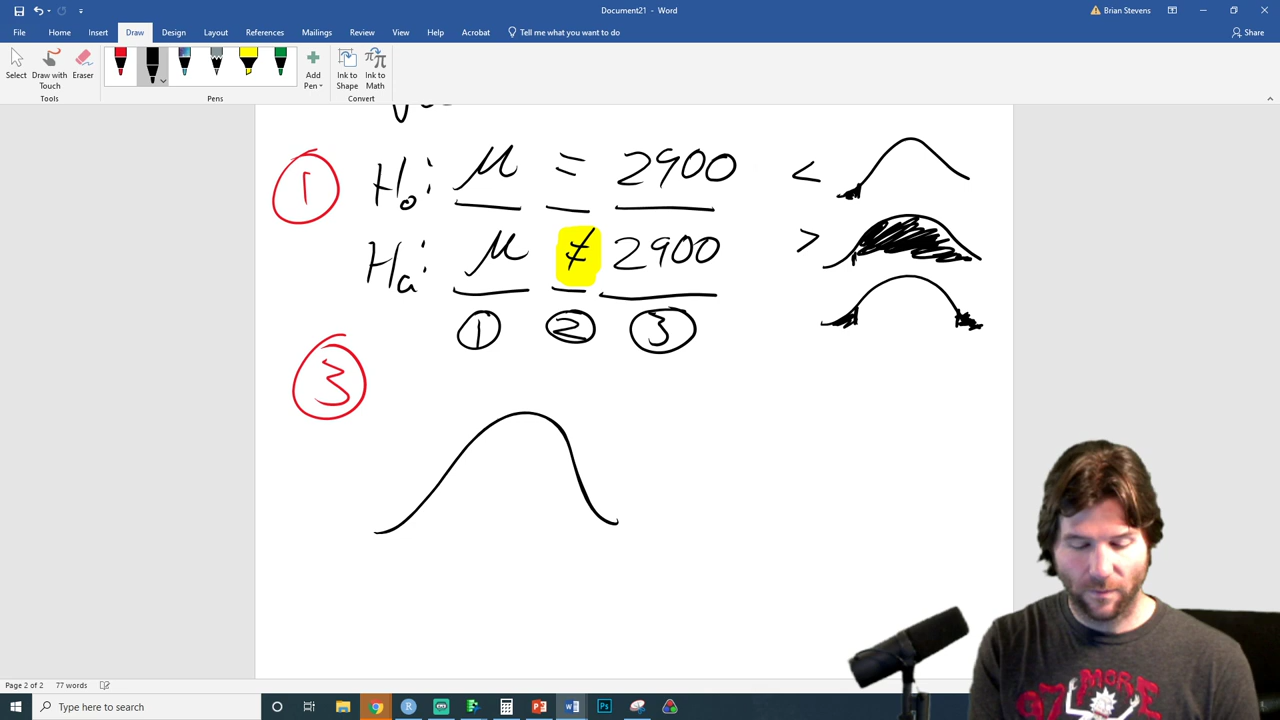 Document21 - Word
Brian Stevens
File Home Insert Draw Design Layout References Mailings Review View Help Acrobat Tell me what you want to do Share
Select Draw with Touch Eraser Add Pen Ink to Shape Ink to Math
Tools Pens Convert
① H₀: μ = 2900 <
Hₐ: μ ≠ 2900 >
① ② ③
③
G7 MORE
Page 2 of 2 77 words
Type here to search